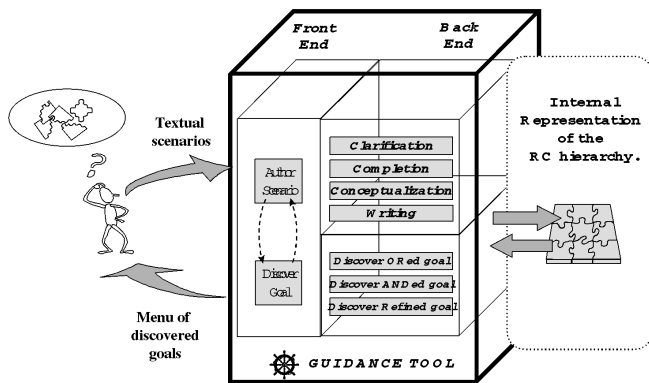 Front
End
Back
End
Textual
scenarios
?
Author
Scenario
Discover
Goal
Clarification
Completion
Conceptualization
Writing
Discover ORed goal
Discover ANDed goal
Discover Refined goal
Internal
Representation
of the
RC hierarchy.
Menu of
discovered
goals
GUIDANCE TOOL